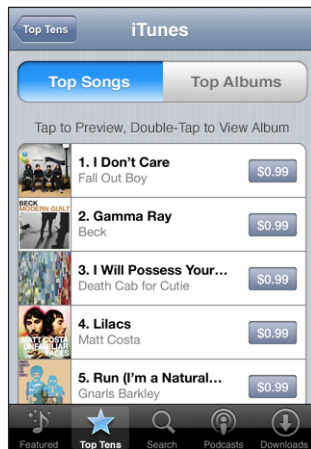 Top Tens
iTunes
Top Songs
Top Albums
Tap to Preview, Double-Tap to View Album
1. I Don't Care
Fall Out Boy
$0.99
BECK
MODERN GUILT
2. Gamma Ray
Beck
$0.99
3. I Will Possess Your...
Death Cab for Cutie
$0.99
MATT COSTA
UNFAMILIAR
FACES
4. Lilacs
Matt Costa
$0.99
5. Run (I'm a Natural...
Gnarls Barkley
$0.99
Featured
Top Tens
Search
Podcasts
Downloads